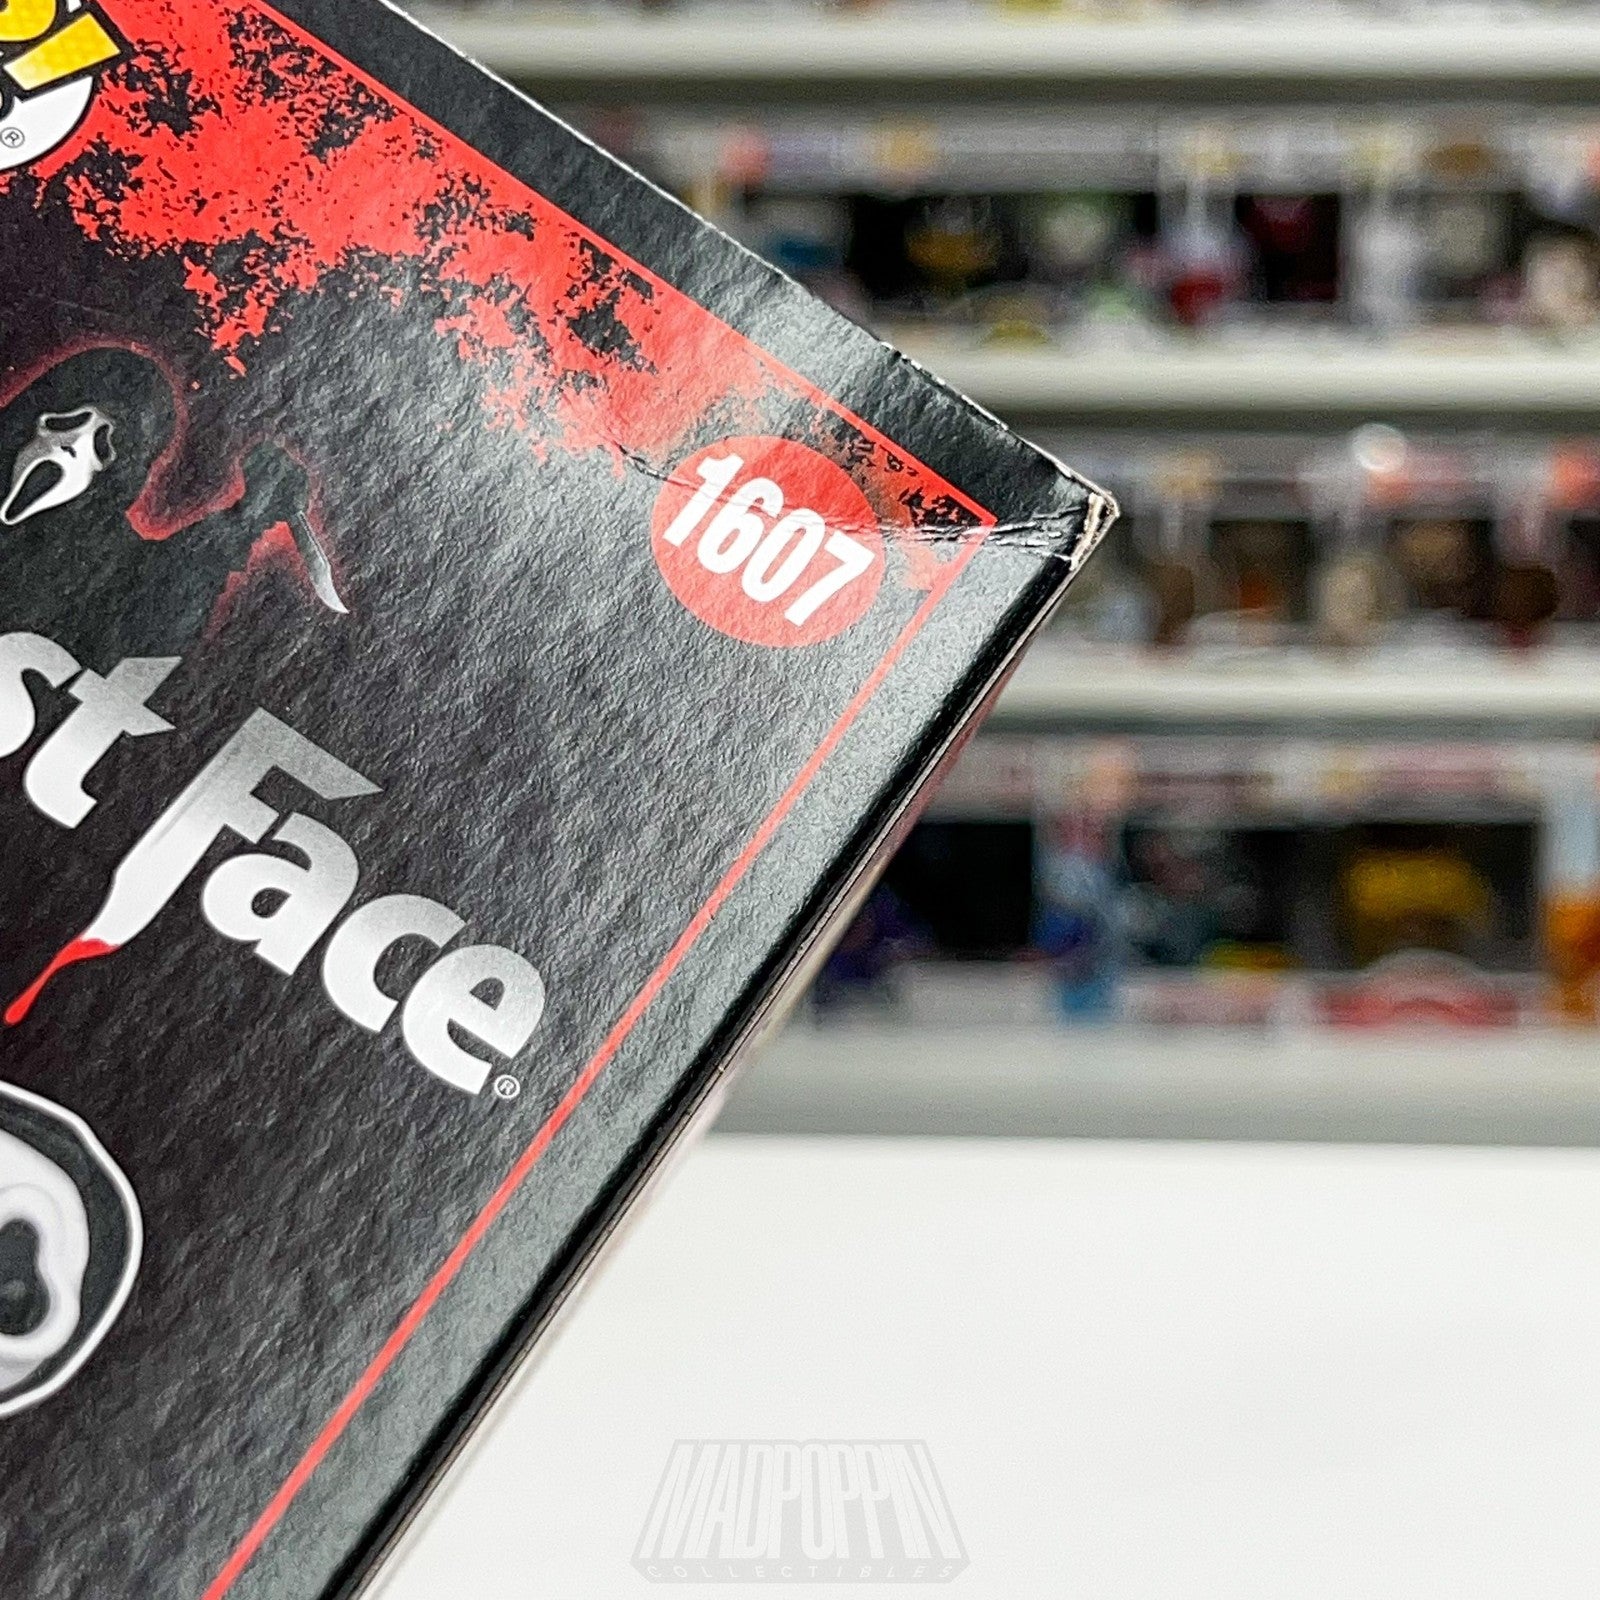 ®
1607
st Face®
MADPOPPIN
COLLECTIBLES